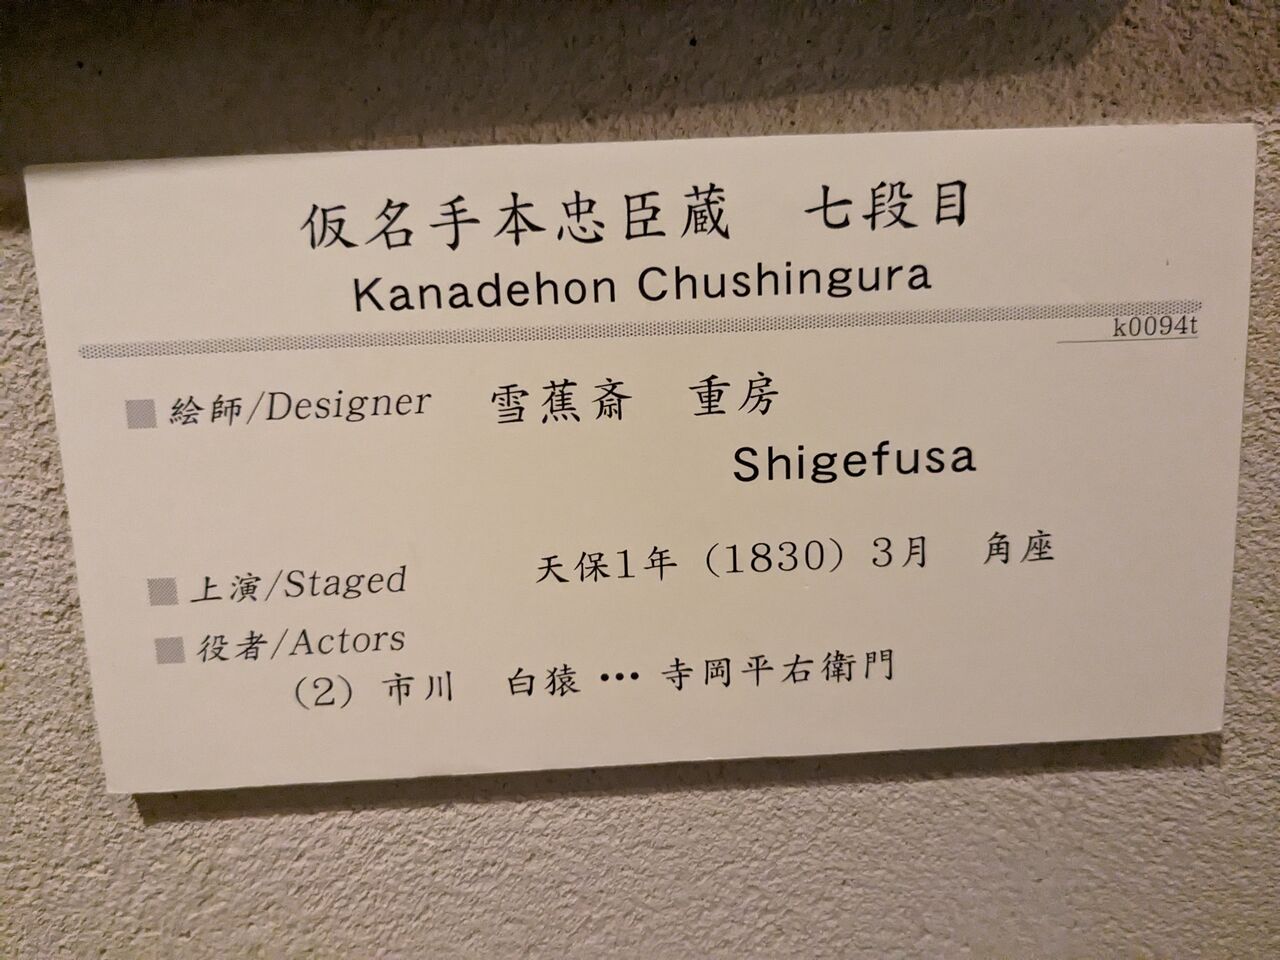 仮名手本忠臣蔵　七段目
Kanadehon Chushingura
k0094t
絵師/Designer　雪蕉斎　重房
Shigefusa
上演/Staged　天保1年（1830）3月　角座
役者/Actors
（2）市川　白猿 … 寺岡平右衛門